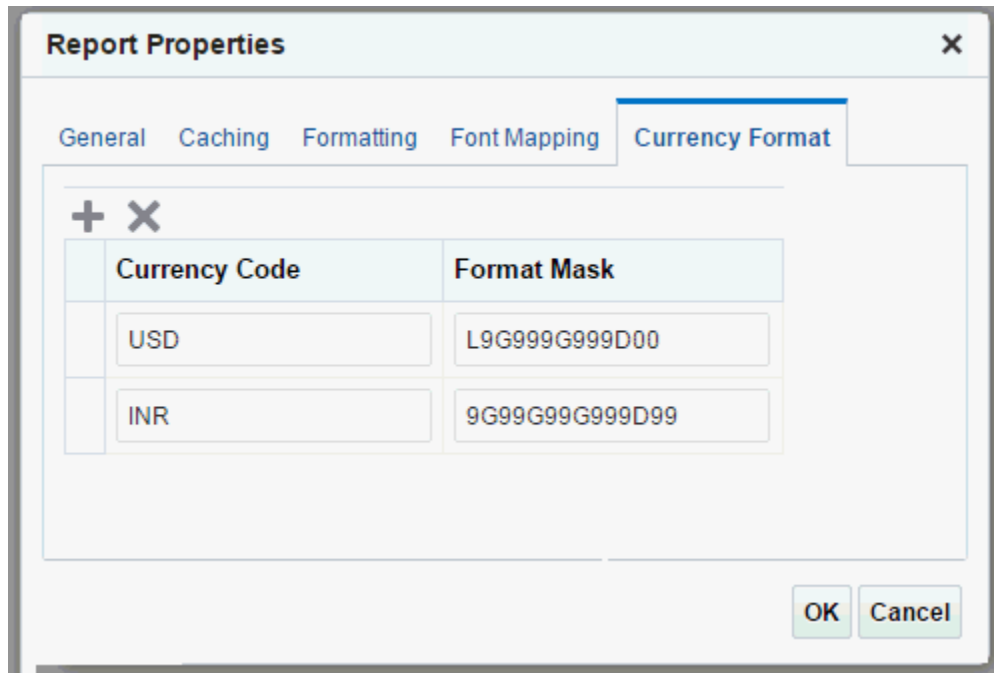 Report Properties
General Caching Formatting Font Mapping Currency Format
Currency Code Format Mask
USD L9G999G999D00
INR 9G99G99G999D99
OK Cancel